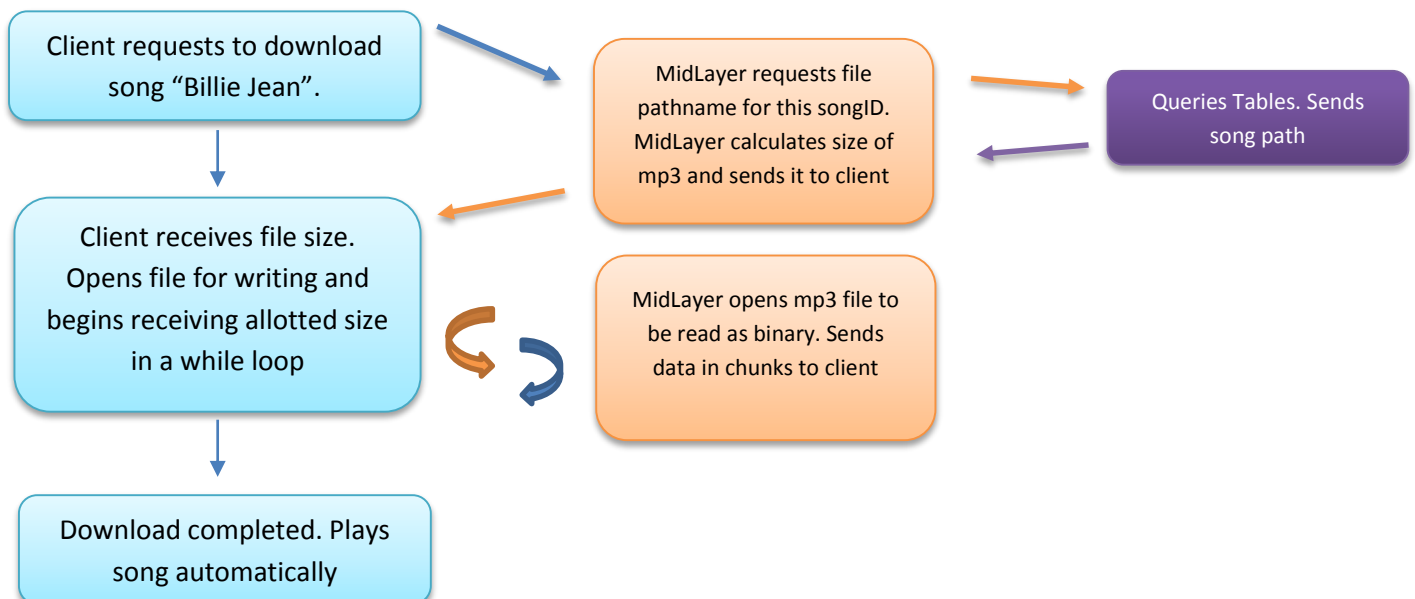 Client requests to download
song “Billie Jean”.
MidLayer requests file
pathname for this songID.
MidLayer calculates size of
mp3 and sends it to client
Queries Tables. Sends
song path
Client receives file size.
Opens file for writing and
begins receiving allotted size
in a while loop
MidLayer opens mp3 file to
be read as binary. Sends
data in chunks to client
Download completed. Plays
song automatically